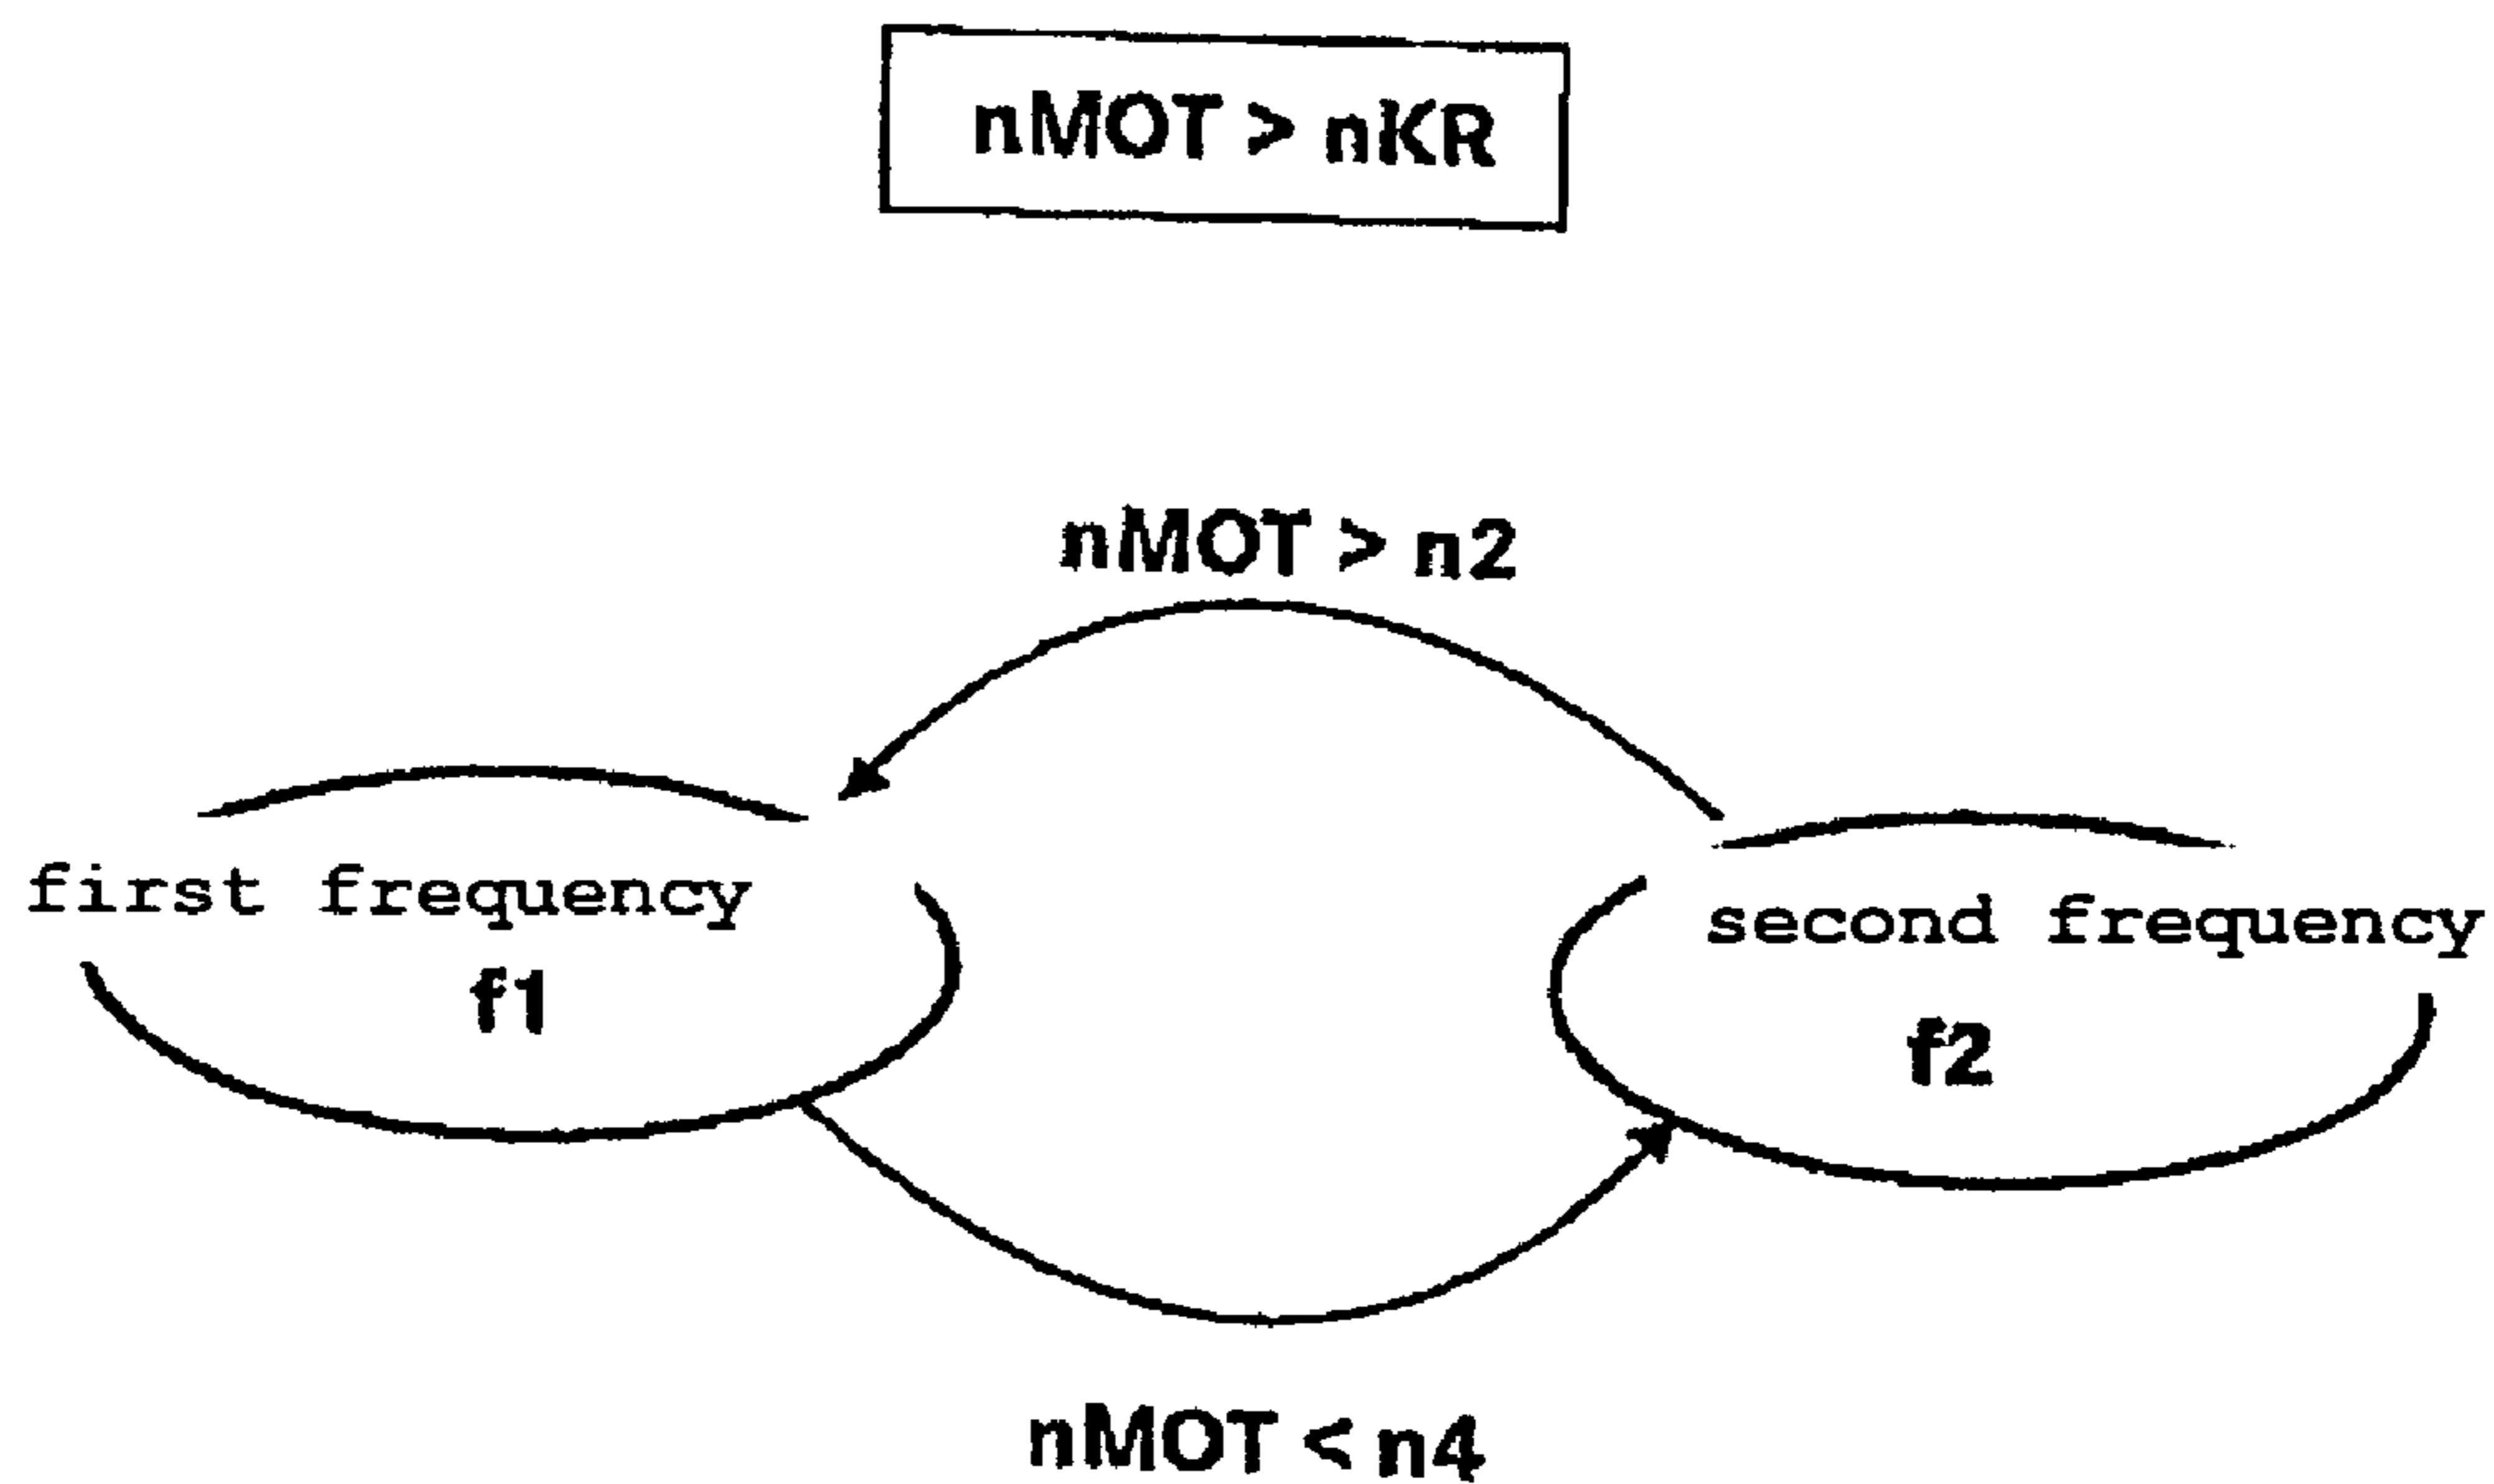 nMOT > nKR
nMOT > n2
first frequency
f1
second frequency
f2
nMOT < n4